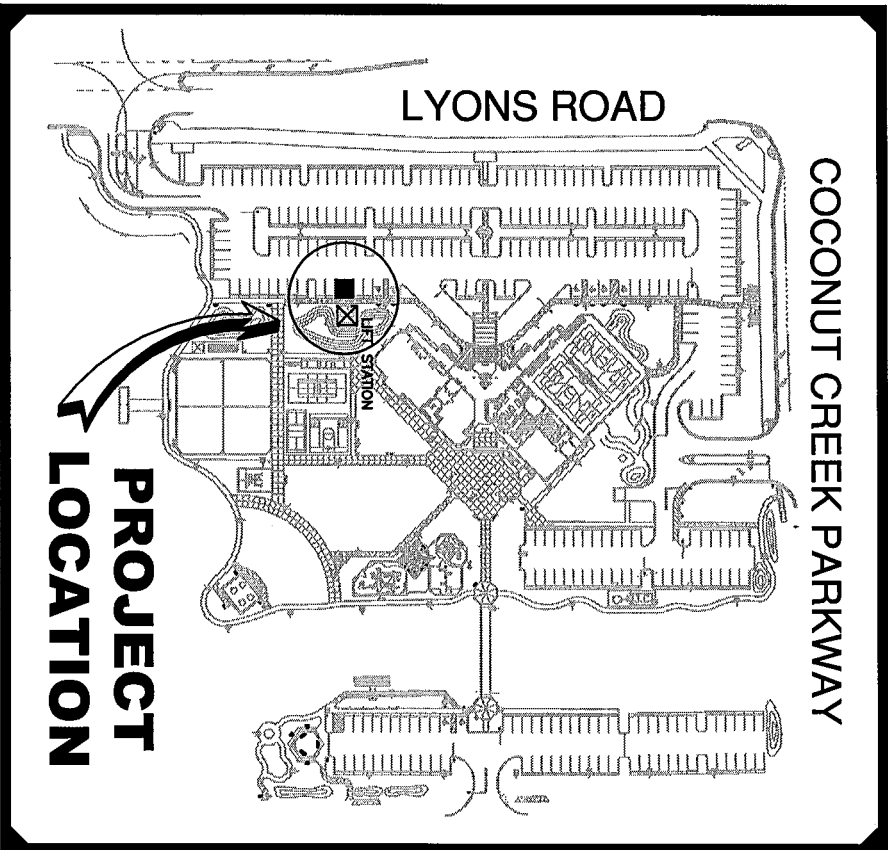 LYONS ROAD
COCONUT CREEK PARKWAY
LIFT STATION
PROJECT
LOCATION